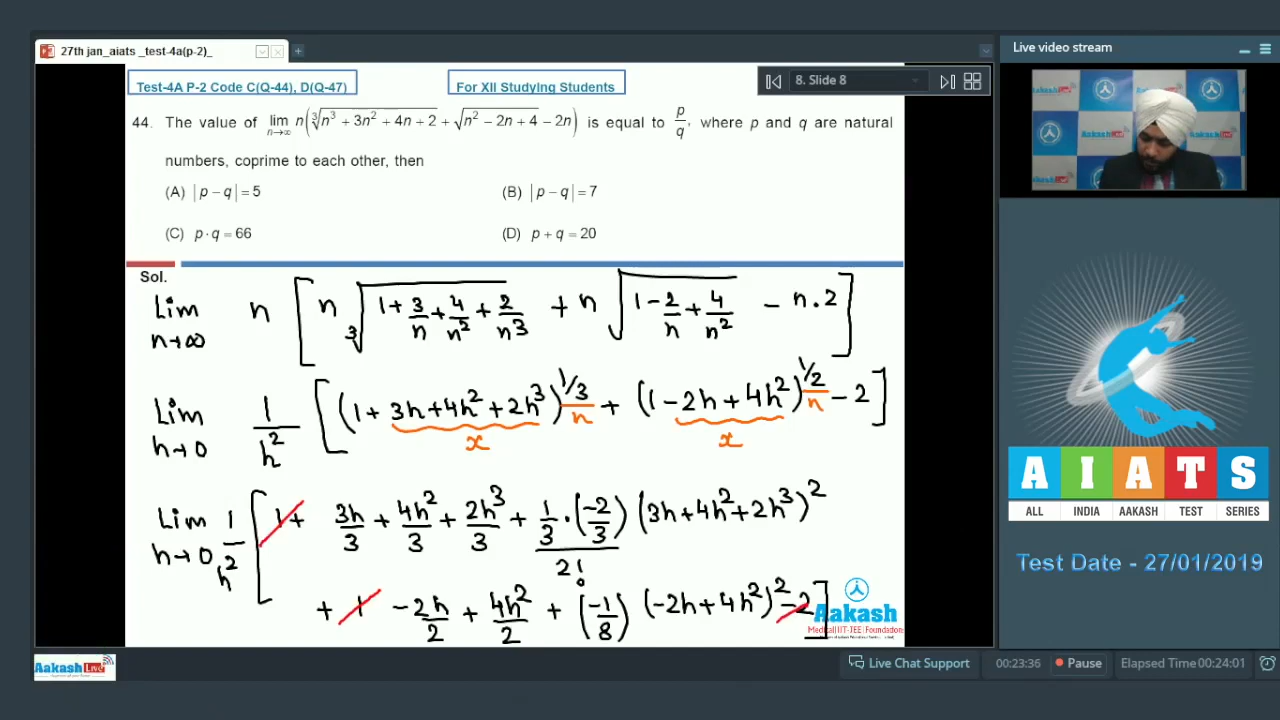 27th jan_aiats _test-4a(p-2)_
Live video stream
Test-4A P-2 Code C(Q-44), D(Q-47)
For XII Studying Students
8. Slide 8
44. The value of lim n→∞ n(∛(n³ + 3n² + 4n + 2) + √(n² − 2n + 4) − 2n) is equal to p/q, where p and q are natural
numbers, coprime to each other, then
(A) |p − q| = 5
(B) |p − q| = 7
(C) p·q = 66
(D) p + q = 20
Sol.
Lim n→∞ n [ n ∛(1 + 3/n + 4/n² + 2/n³) + n √(1 − 2/n + 4/n²) − n.2 ]
Lim h→0 1/h² [ (1 + 3h + 4h² + 2h³)^1/3 + (1 − 2h + 4h²)^1/2 − 2 ]
x n x n
Lim h→0 1/h² [ 1 + 3h/3 + 4h²/3 + 2h³/3 + 1/3 · (−2/3)/2! (3h + 4h² + 2h³)²
+ 1 − 2h/2 + 4h²/2 + (−1/8) (−2h + 4h²)² − 2 ]
Aakash
Medical|IIT-JEE|Foundations
AIATS
ALL INDIA AAKASH TEST SERIES
Test Date - 27/01/2019
Aakash Live
Live Chat Support
00:23:36
Pause
Elapsed Time 00:24:01